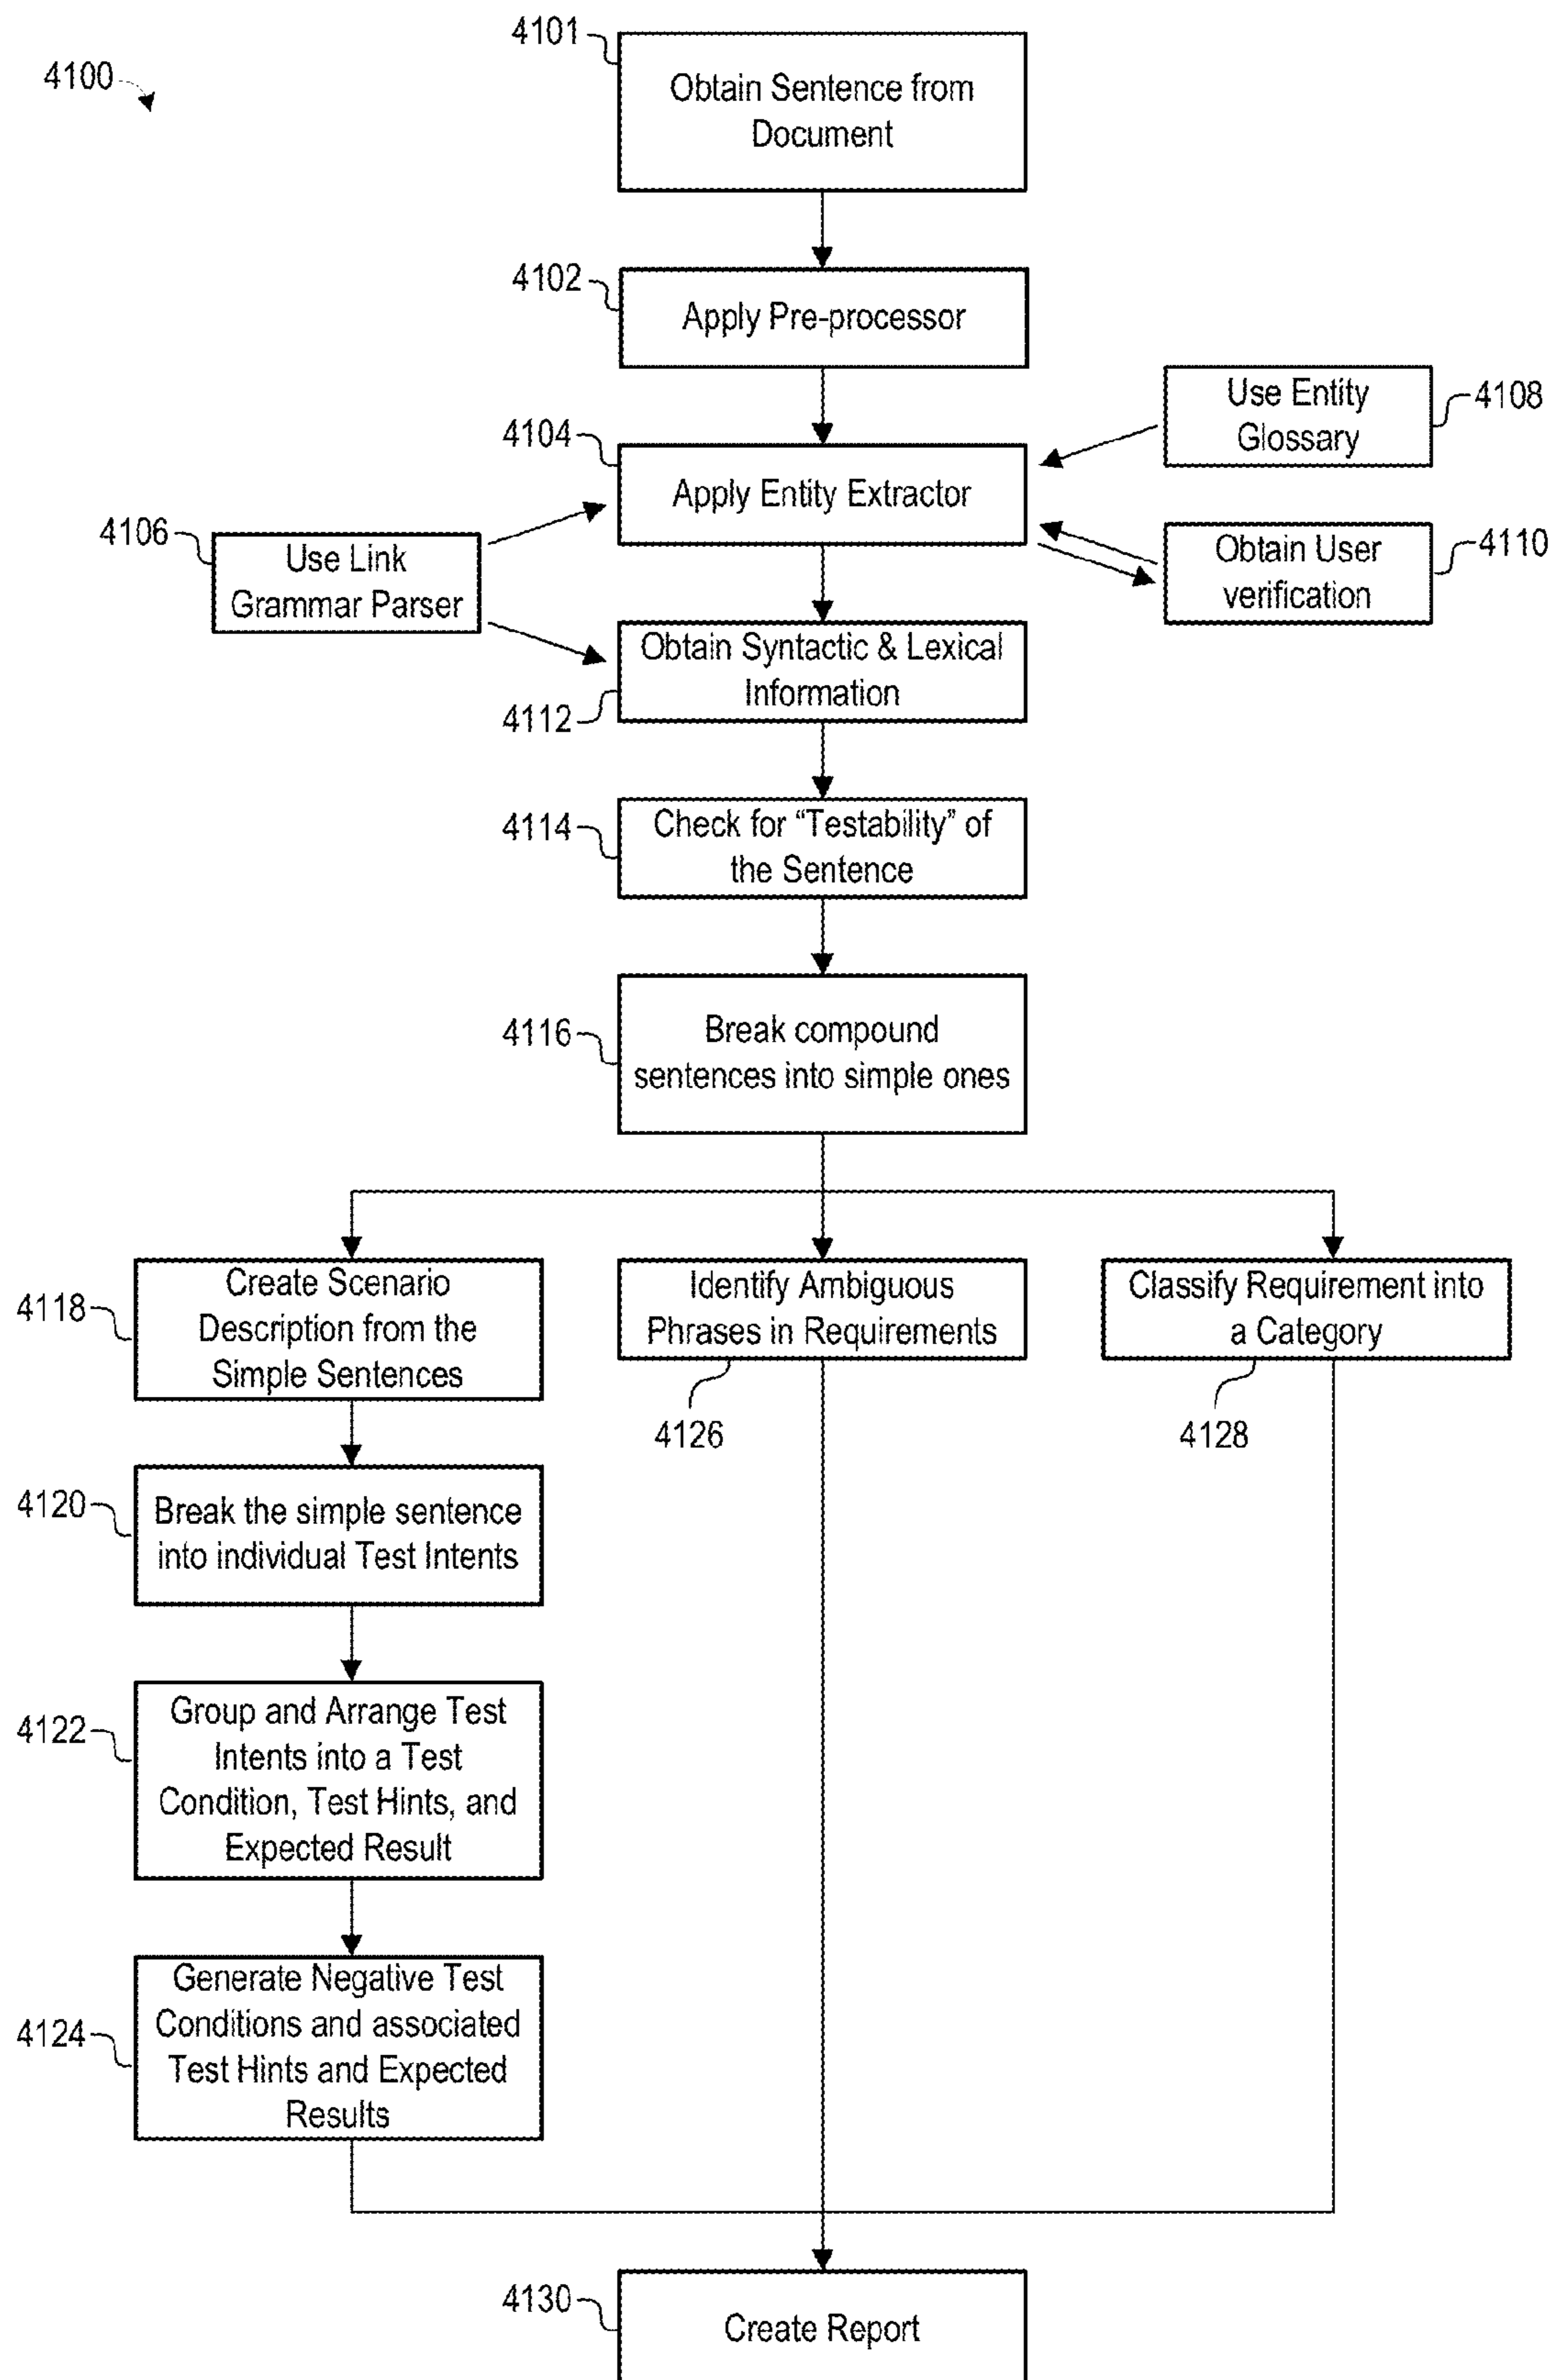 4100
4101
Obtain Sentence from
Document
4102
Apply Pre-processor
4104
Apply Entity Extractor
Use Entity
Glossary
4108
4106
Use Link
Grammar Parser
Obtain User
verification
4110
Obtain Syntactic & Lexical
Information
4112
4114
Check for “Testability” of
the Sentence
4116
Break compound
sentences into simple ones
4118
Create Scenario
Description from the
Simple Sentences
Identify Ambiguous
Phrases in Requirements
4126
Classify Requirement into
a Category
4128
4120
Break the simple sentence
into individual Test Intents
4122
Group and Arrange Test
Intents into a Test
Condition, Test Hints, and
Expected Result
4124
Generate Negative Test
Conditions and associated
Test Hints and Expected
Results
4130
Create Report